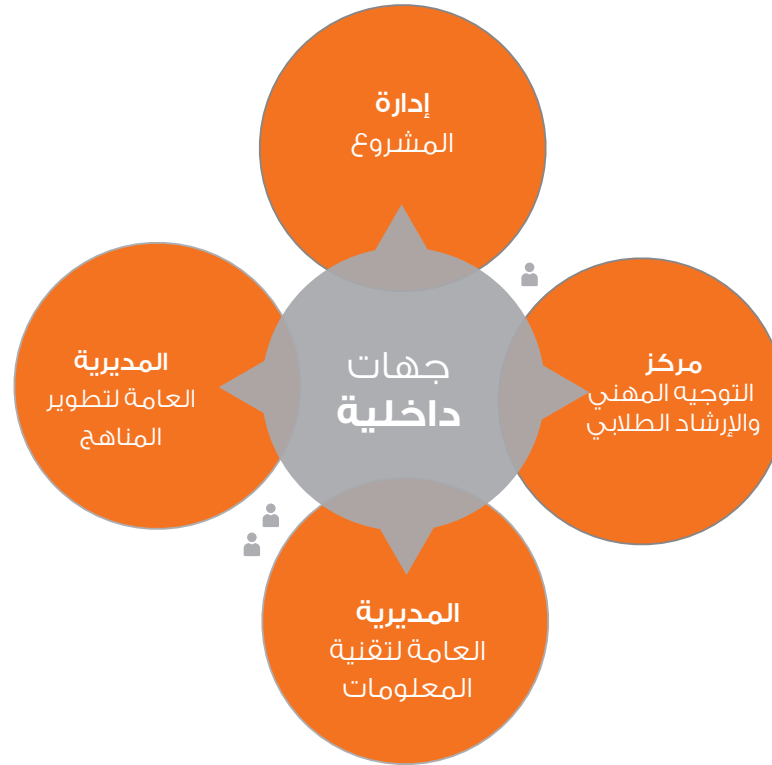 إدارة
المشروع
مركز
التوجيه المهني
والإرشاد الطلابي
جهات
داخلية
المديرية
العامة لتطوير
المناهج
المديرية
العامة لتقنية
المعلومات